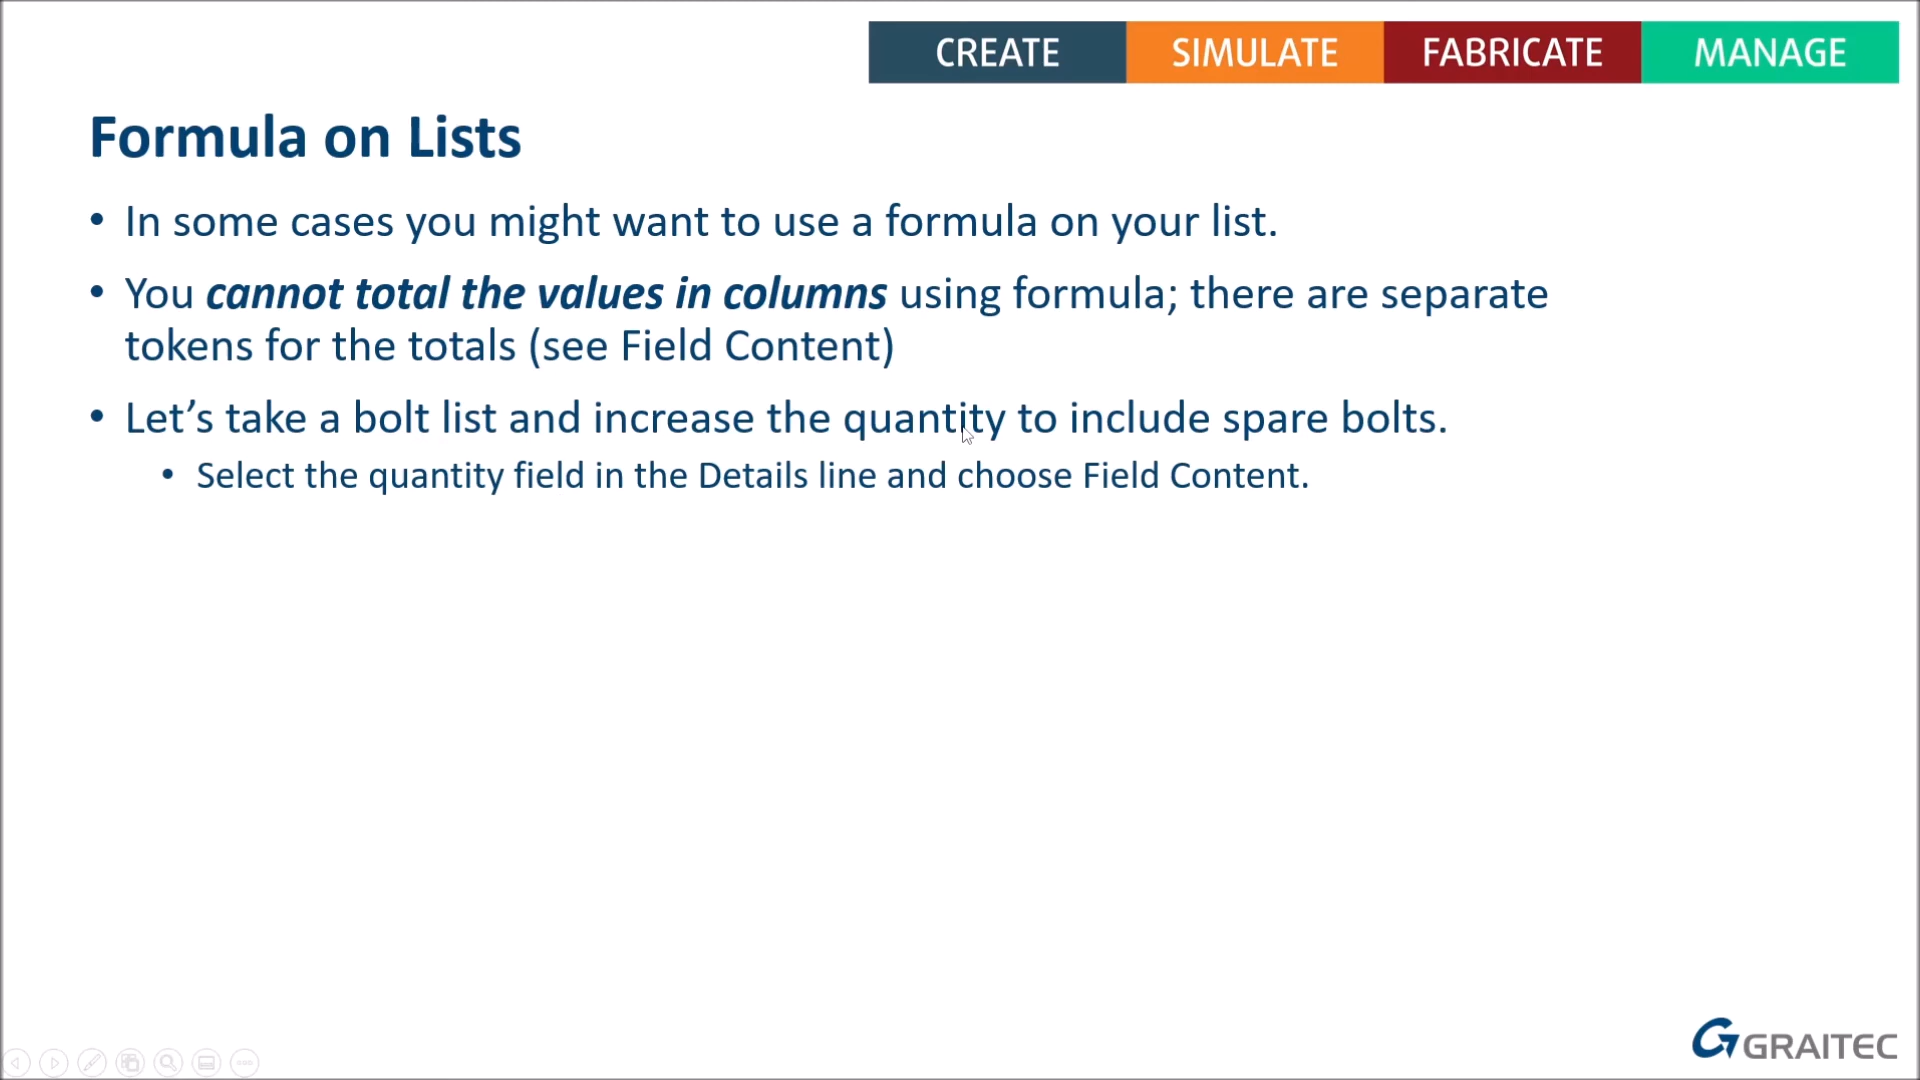 CREATE SIMULATE FABRICATE MANAGE
Formula on Lists
• In some cases you might want to use a formula on your list.
• You cannot total the values in columns using formula; there are separate
tokens for the totals (see Field Content)
• Let’s take a bolt list and increase the quantity to include spare bolts.
• Select the quantity field in the Details line and choose Field Content.
GRAITEC